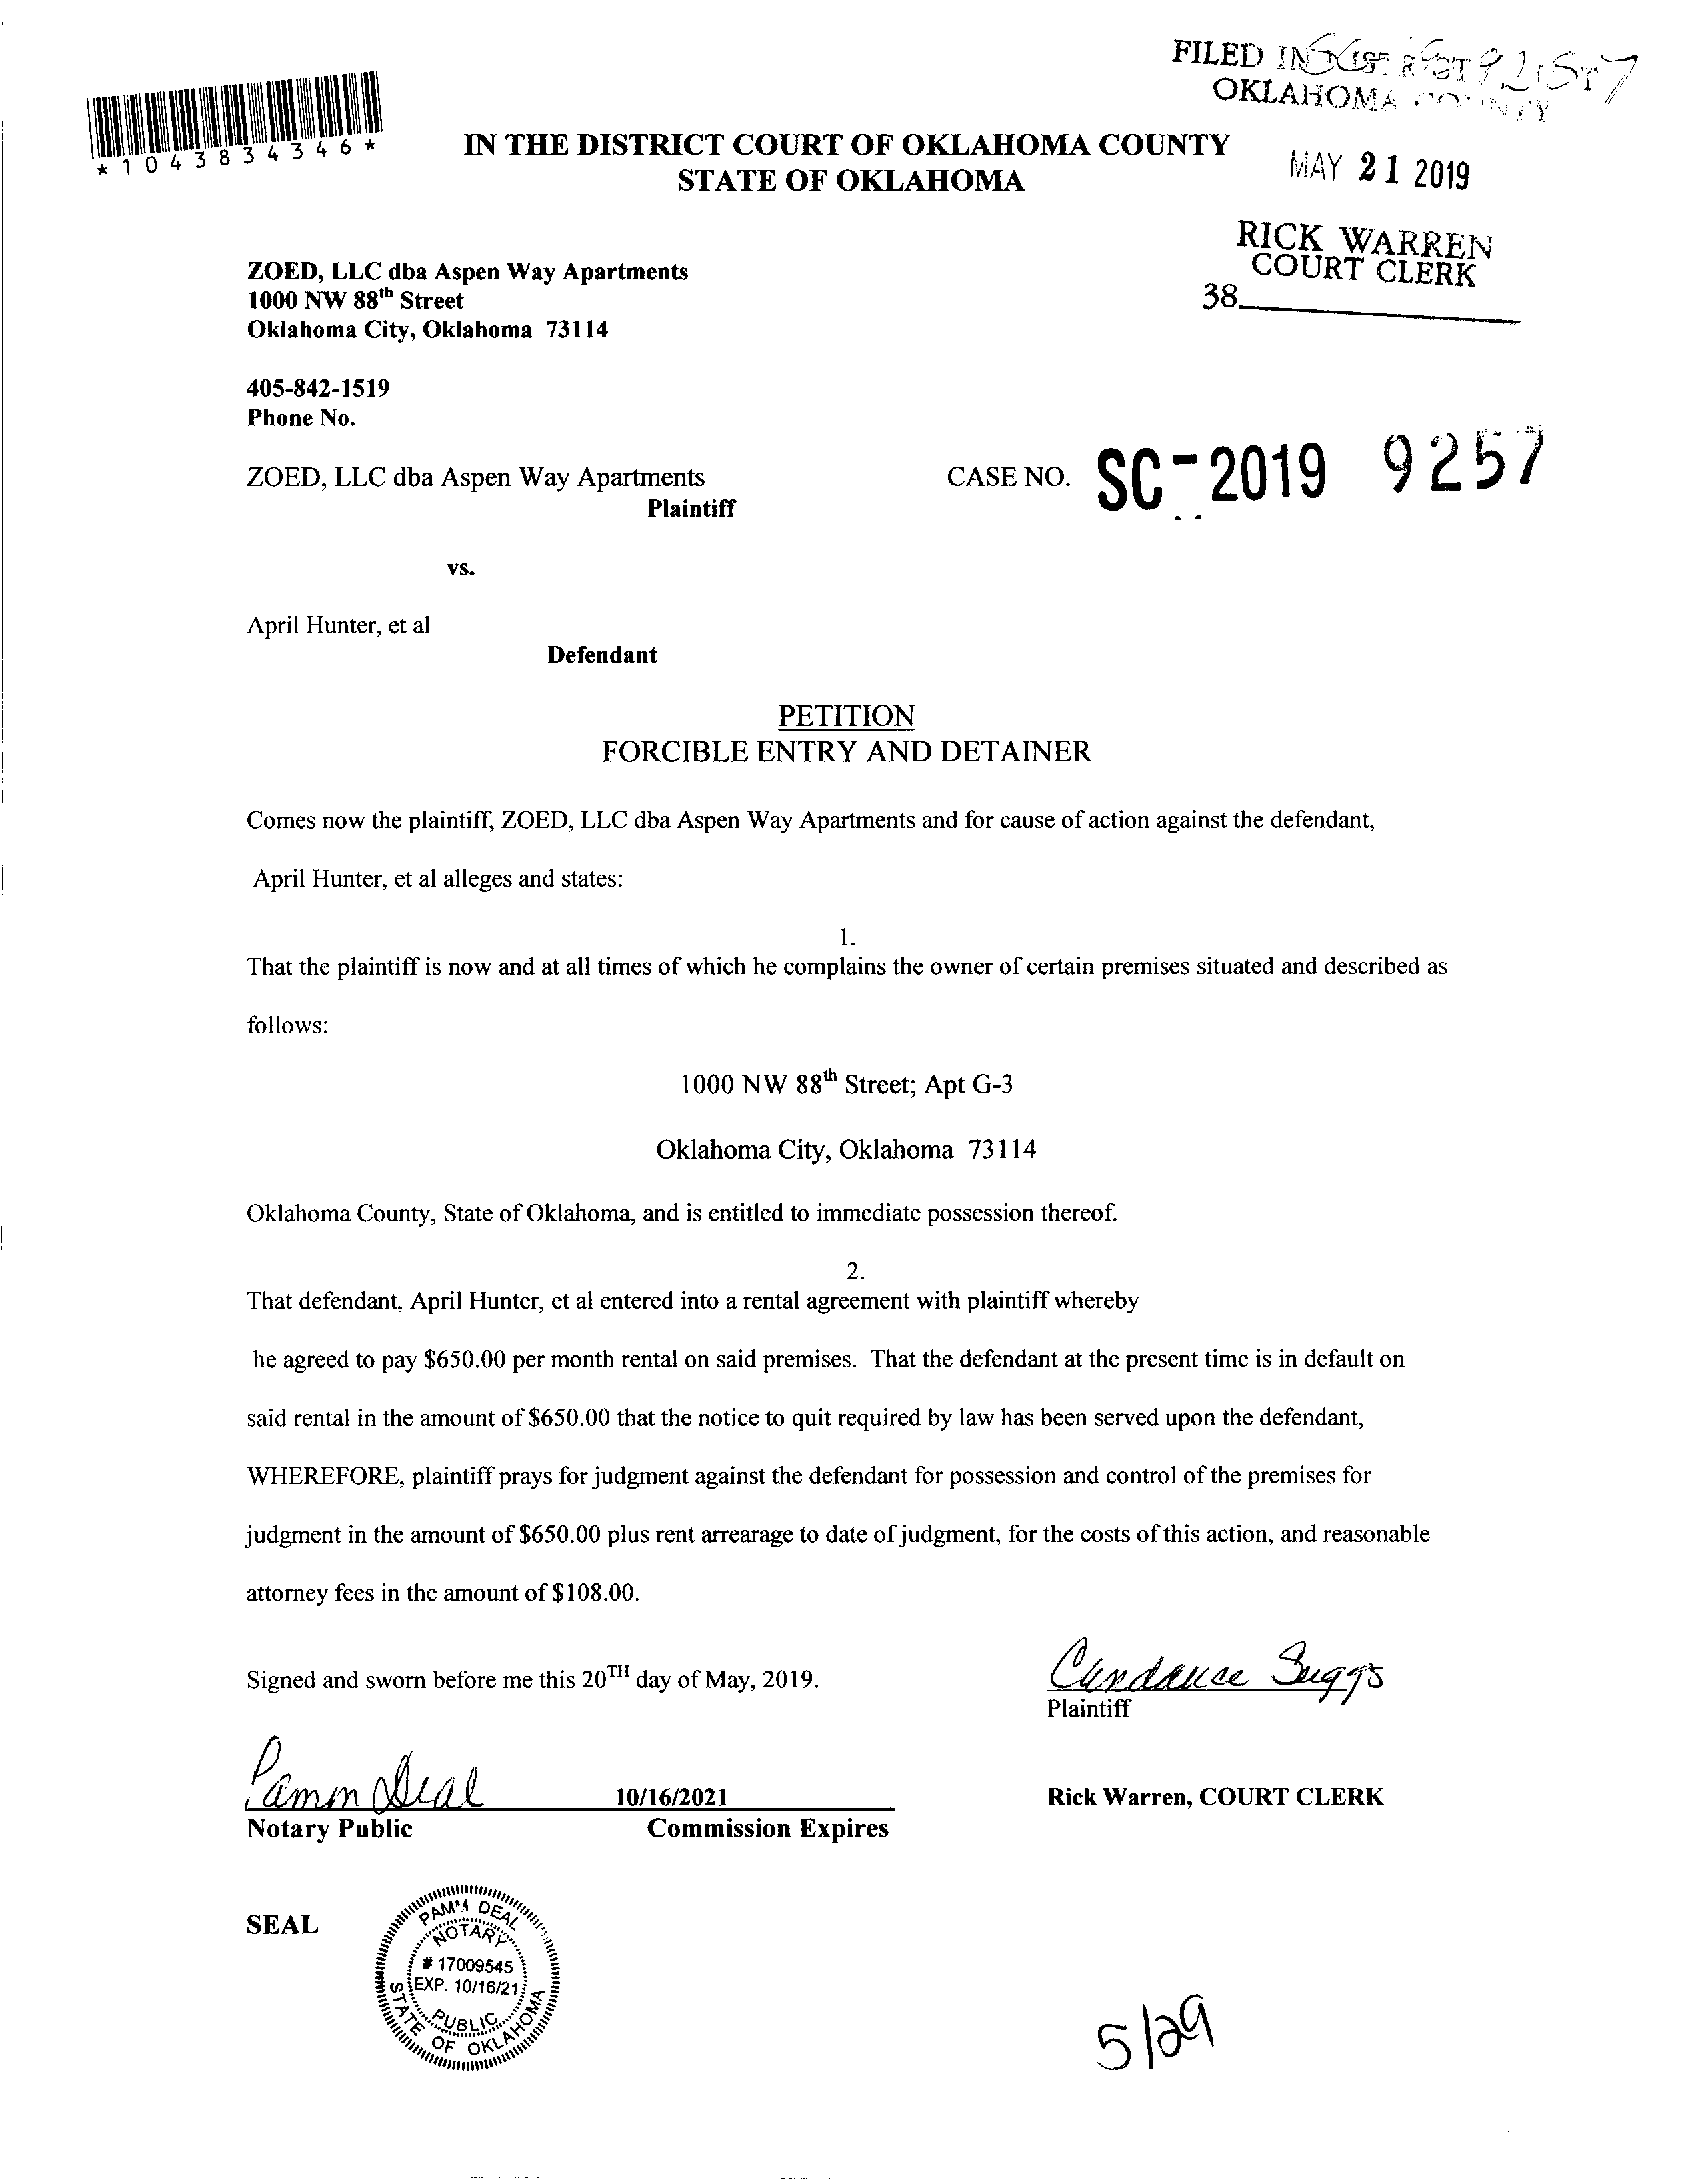 FILED IN DISTRICT COURT
OKLAHOMA COUNTY
*1043834346*
IN THE DISTRICT COURT OF OKLAHOMA COUNTY
STATE OF OKLAHOMA
MAY 21 2019
RICK WARREN
COURT CLERK
38
ZOED, LLC dba Aspen Way Apartments
1000 NW 88th Street
Oklahoma City, Oklahoma 73114
405-842-1519
Phone No.
ZOED, LLC dba Aspen Way Apartments
Plaintiff
CASE NO. SC-2019 9257
vs.
April Hunter, et al
Defendant
PETITION
FORCIBLE ENTRY AND DETAINER
Comes now the plaintiff, ZOED, LLC dba Aspen Way Apartments and for cause of action against the defendant,
April Hunter, et al alleges and states:
1.
That the plaintiff is now and at all times of which he complains the owner of certain premises situated and described as
follows:
1000 NW 88th Street; Apt G-3
Oklahoma City, Oklahoma 73114
Oklahoma County, State of Oklahoma, and is entitled to immediate possession thereof.
2.
That defendant, April Hunter, et al entered into a rental agreement with plaintiff whereby
he agreed to pay $650.00 per month rental on said premises. That the defendant at the present time is in default on
said rental in the amount of $650.00 that the notice to quit required by law has been served upon the defendant,
WHEREFORE, plaintiff prays for judgment against the defendant for possession and control of the premises for
judgment in the amount of $650.00 plus rent arrearage to date of judgment, for the costs of this action, and reasonable
attorney fees in the amount of $108.00.
Signed and sworn before me this 20TH day of May, 2019.
Candance Suggs
Plaintiff
Pamm Deal
10/16/2021
Rick Warren, COURT CLERK
Notary Public
Commission Expires
SEAL
PAM'M DEAL
NOTARY
# 17009545
EXP. 10/16/21
PUBLIC
STATE OF OKLAHOMA
5/29